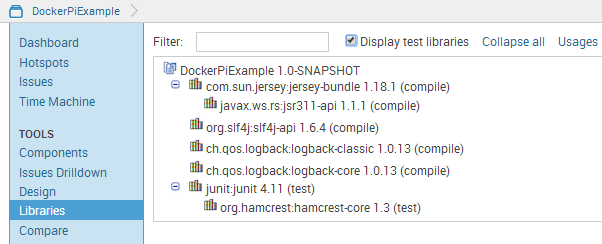 DockerPiExample
Dashboard
Hotspots
Issues
Time Machine
TOOLS
Components
Issues Drilldown
Design
Libraries
Compare
Filter: Display test libraries Collapse all Usages
DockerPiExample 1.0-SNAPSHOT
com.sun.jersey:jersey-bundle 1.18.1 (compile)
javax.ws.rs:jsr311-api 1.1.1 (compile)
org.slf4j:slf4j-api 1.6.4 (compile)
ch.qos.logback:logback-classic 1.0.13 (compile)
ch.qos.logback:logback-core 1.0.13 (compile)
junit:junit 4.11 (test)
org.hamcrest:hamcrest-core 1.3 (test)